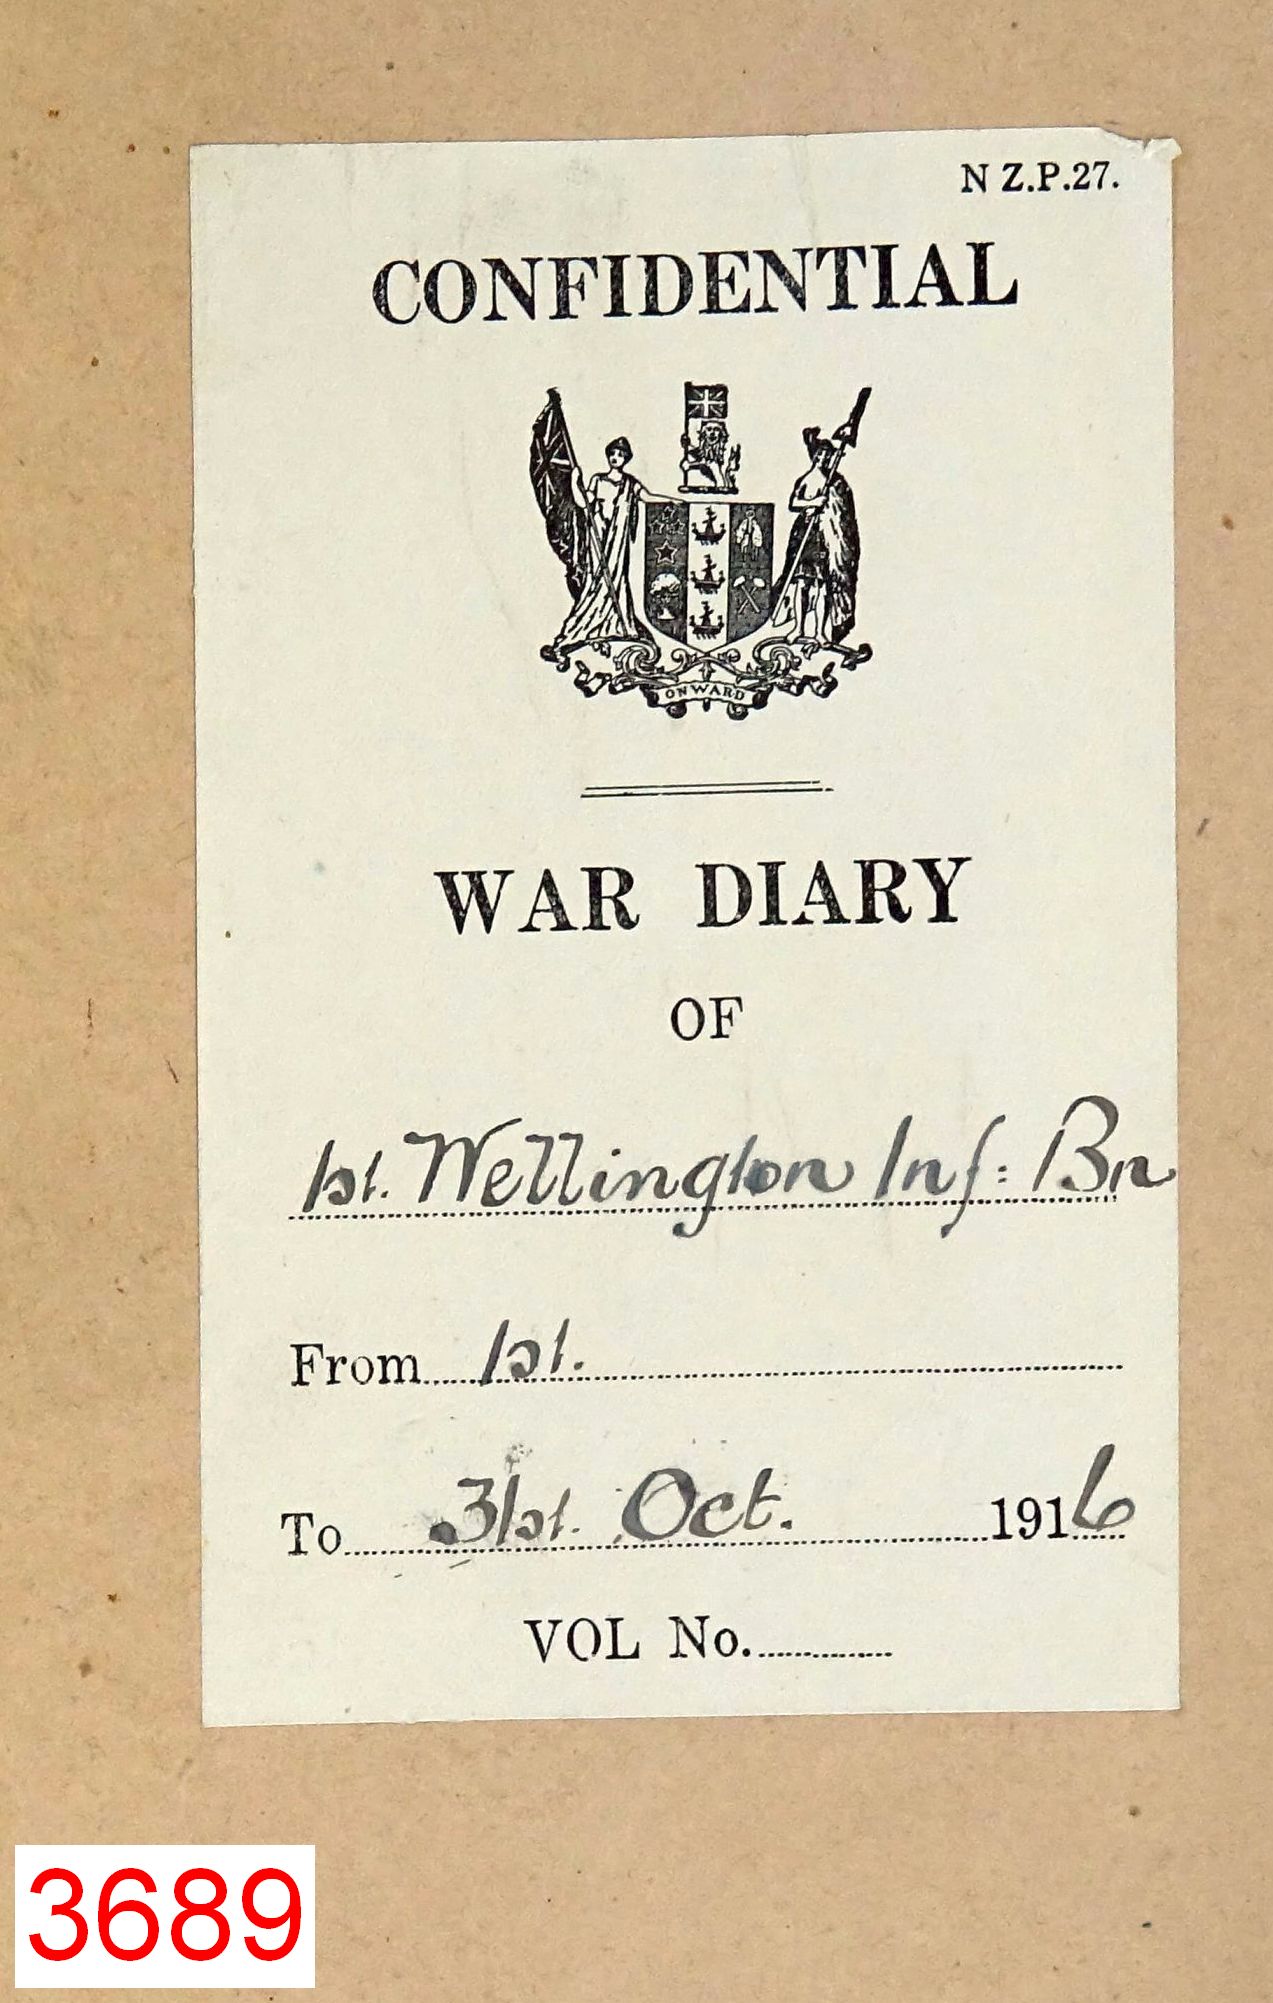 N Z.P.27.
CONFIDENTIAL
ONWARD
WAR DIARY
OF
1st. Wellington Inf: Bn
From 1st.
To 31st. Oct. 1916
VOL No.
3689